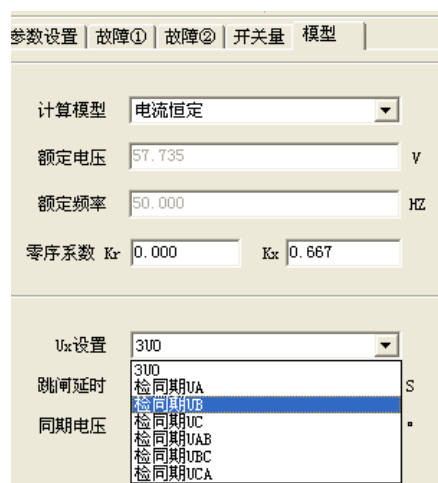 参数设置 故障① 故障② 开关量 模型
计算模型 电流恒定
额定电压 57.735 V
额定频率 50.000 HZ
零序系数 Kr 0.000 Kx 0.667
Ux设置 3U0
3U0
跳闸延时 检同期UA S
检同期UB
同期电压 检同期UC °
检同期UAB
检同期UBC
检同期UCA